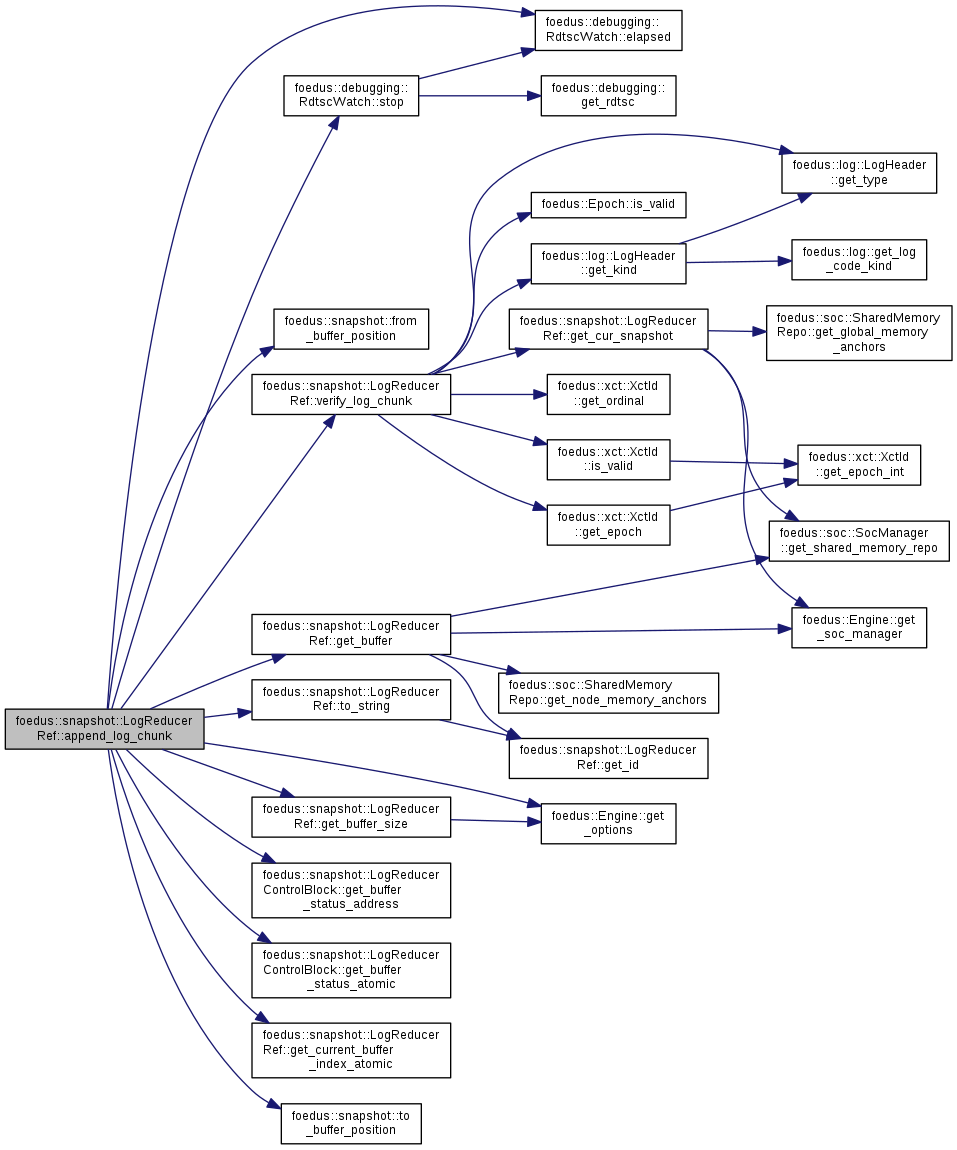 foedus::debugging::
RdtscWatch::elapsed
foedus::debugging::
RdtscWatch::stop
foedus::debugging::
get_rdtsc
foedus::log::LogHeader
::get_type
foedus::Epoch::is_valid
foedus::log::LogHeader
::get_kind
foedus::log::get_log
_code_kind
foedus::snapshot::from
_buffer_position
foedus::snapshot::LogReducer
Ref::get_cur_snapshot
foedus::soc::SharedMemory
Repo::get_global_memory
_anchors
foedus::snapshot::LogReducer
Ref::verify_log_chunk
foedus::xct::XctId
::get_ordinal
foedus::xct::XctId
::is_valid
foedus::xct::XctId
::get_epoch_int
foedus::xct::XctId
::get_epoch
foedus::soc::SocManager
::get_shared_memory_repo
foedus::snapshot::LogReducer
Ref::get_buffer
foedus::Engine::get
_soc_manager
foedus::soc::SharedMemory
Repo::get_node_memory_anchors
foedus::snapshot::LogReducer
Ref::to_string
foedus::snapshot::LogReducer
Ref::append_log_chunk
foedus::snapshot::LogReducer
Ref::get_id
foedus::snapshot::LogReducer
Ref::get_buffer_size
foedus::Engine::get
_options
foedus::snapshot::LogReducer
ControlBlock::get_buffer
_status_address
foedus::snapshot::LogReducer
ControlBlock::get_buffer
_status_atomic
foedus::snapshot::LogReducer
Ref::get_current_buffer
_index_atomic
foedus::snapshot::to
_buffer_position